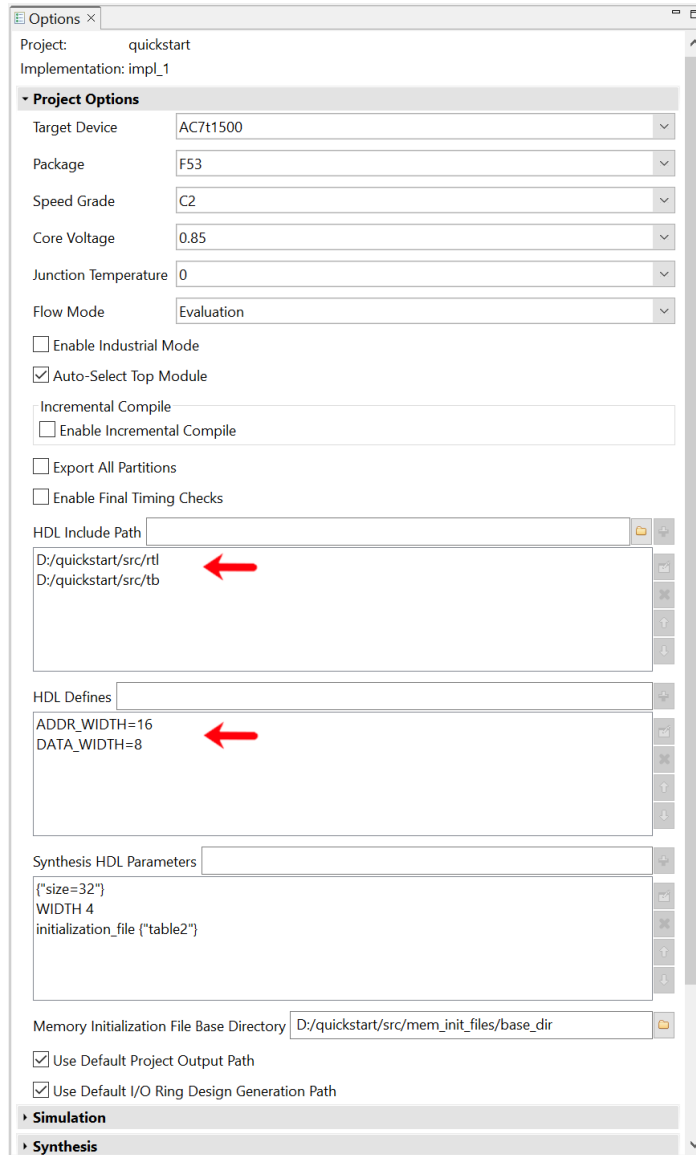 Options
Project: quickstart
Implementation: impl_1
Project Options
Target Device AC7t1500
Package F53
Speed Grade C2
Core Voltage 0.85
Junction Temperature 0
Flow Mode Evaluation
Enable Industrial Mode
Auto-Select Top Module
Incremental Compile
Enable Incremental Compile
Export All Partitions
Enable Final Timing Checks
HDL Include Path
D:/quickstart/src/rtl
D:/quickstart/src/tb
HDL Defines
ADDR_WIDTH=16
DATA_WIDTH=8
Synthesis HDL Parameters
{"size=32"}
WIDTH 4
initialization_file {"table2"}
Memory Initialization File Base Directory D:/quickstart/src/mem_init_files/base_dir
Use Default Project Output Path
Use Default I/O Ring Design Generation Path
Simulation
Synthesis